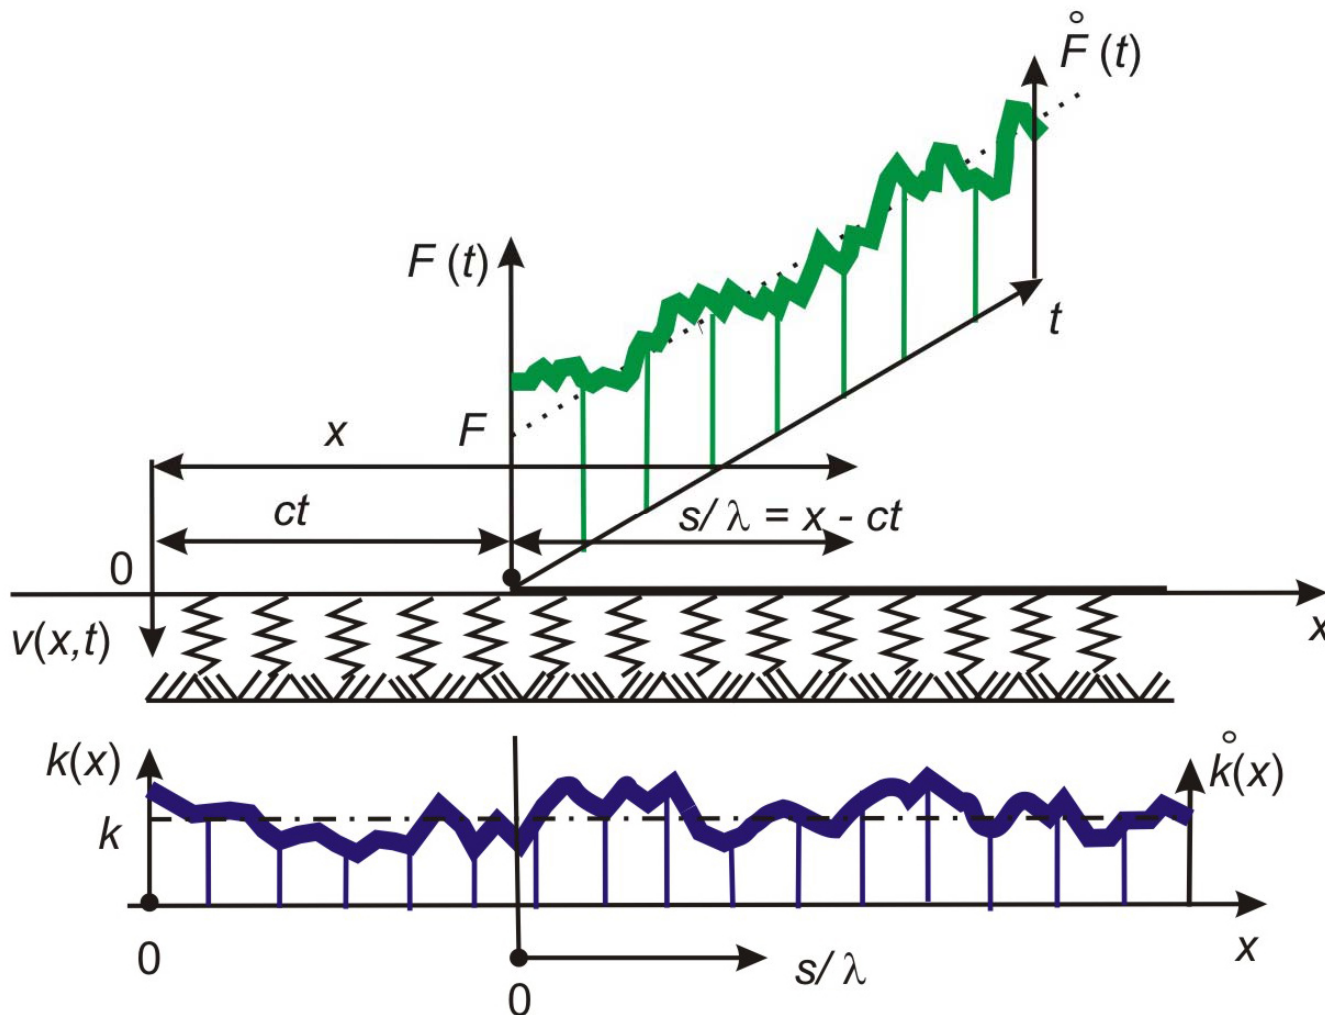 F̊ (t)
F (t)
t
F
x
ct
s/ λ = x - ct
0
x
v(x,t)
k(x)
k̊(x)
k
0
x
s/ λ
0